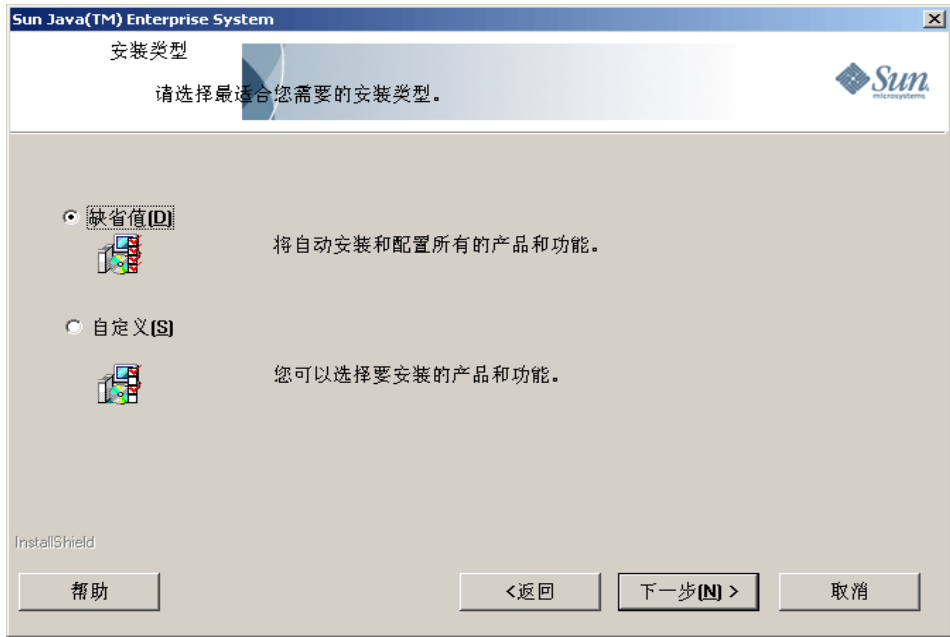 Sun Java(TM) Enterprise System
安装类型
请选择最适合您需要的安装类型。
Sun
microsystems
缺省值(D)
将自动安装和配置所有的产品和功能。
自定义(S)
您可以选择要安装的产品和功能。
InstallShield
帮助
<返回
下一步(N) >
取消